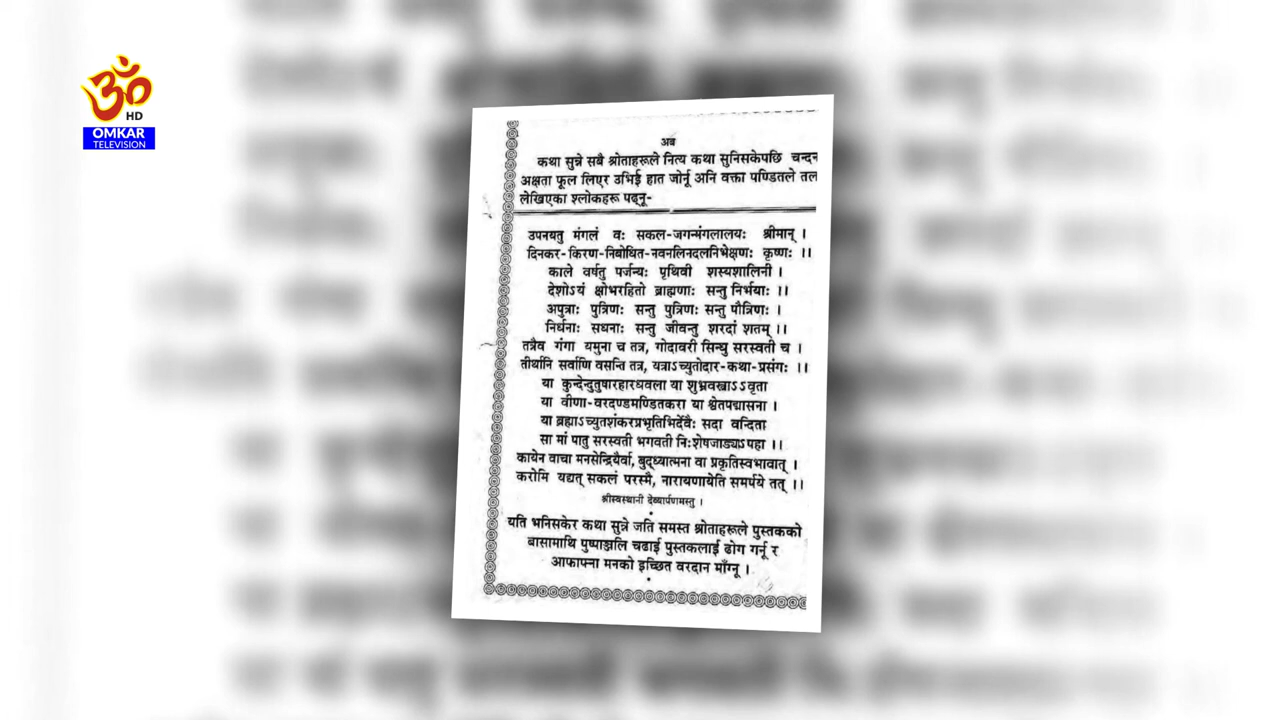 ॐ
HD
OMKAR
TELEVISION
अब
कथा सुन्ने सबै श्रोताहरूले नित्य कथा सुनिसकेपछि चन्दन
अक्षता फूल लिएर उभिई हात जोर्नू अनि वक्ता पण्डितले तल
लेखिएका श्लोकहरू पढ्नू-
उपनयतु मंगलं वः सकल-जगन्मंगलालयः श्रीमान् ।
दिनकर-किरण-निबोधित-नवनलिनदलनिभेक्षणः कृष्णः ।।
काले वर्षतु पर्जन्यः पृथिवी शस्यशालिनी ।
देशोऽयं क्षोभरहितो ब्राह्मणाः सन्तु निर्भयाः ।।
अपुत्राः पुत्रिणः सन्तु पुत्रिणः सन्तु पौत्रिणः ।
निर्धनाः सधनाः सन्तु जीवन्तु शरदां शतम् ।।
तत्रैव गंगा यमुना च तत्र, गोदावरी सिन्धु सरस्वती च ।
तीर्थानि सर्वाणि वसन्ति तत्र, यत्राऽच्युतोदार-कथा-प्रसंगः ।।
या कुन्देन्दुतुषारहारधवला या शुभ्रवस्त्राऽऽवृता
या वीणा-वरदण्डमण्डितकरा या श्वेतपद्मासना ।
या ब्रह्माऽच्युतशंकरप्रभृतिभिर्देवैः सदा वन्दिता
सा मां पातु सरस्वती भगवती निःशेषजाड्याऽपहा ।।
कायेन वाचा मनसेन्द्रियैर्वा, बुद्ध्यात्मना वा प्रकृतिस्वभावात् ।
करोमि यद्यत् सकलं परस्मै, नारायणायेति समर्पये तत् ।।
श्रीस्वस्थानी देव्यार्पणमस्तु ।
यति भनिसकेर कथा सुन्ने जति समस्त श्रोताहरूले पुस्तकको
बासामाथि पुष्पाञ्जलि चढाई पुस्तकलाई ढोग गर्नू र
आफाफ्ना मनको इच्छित वरदान माँग्नू ।